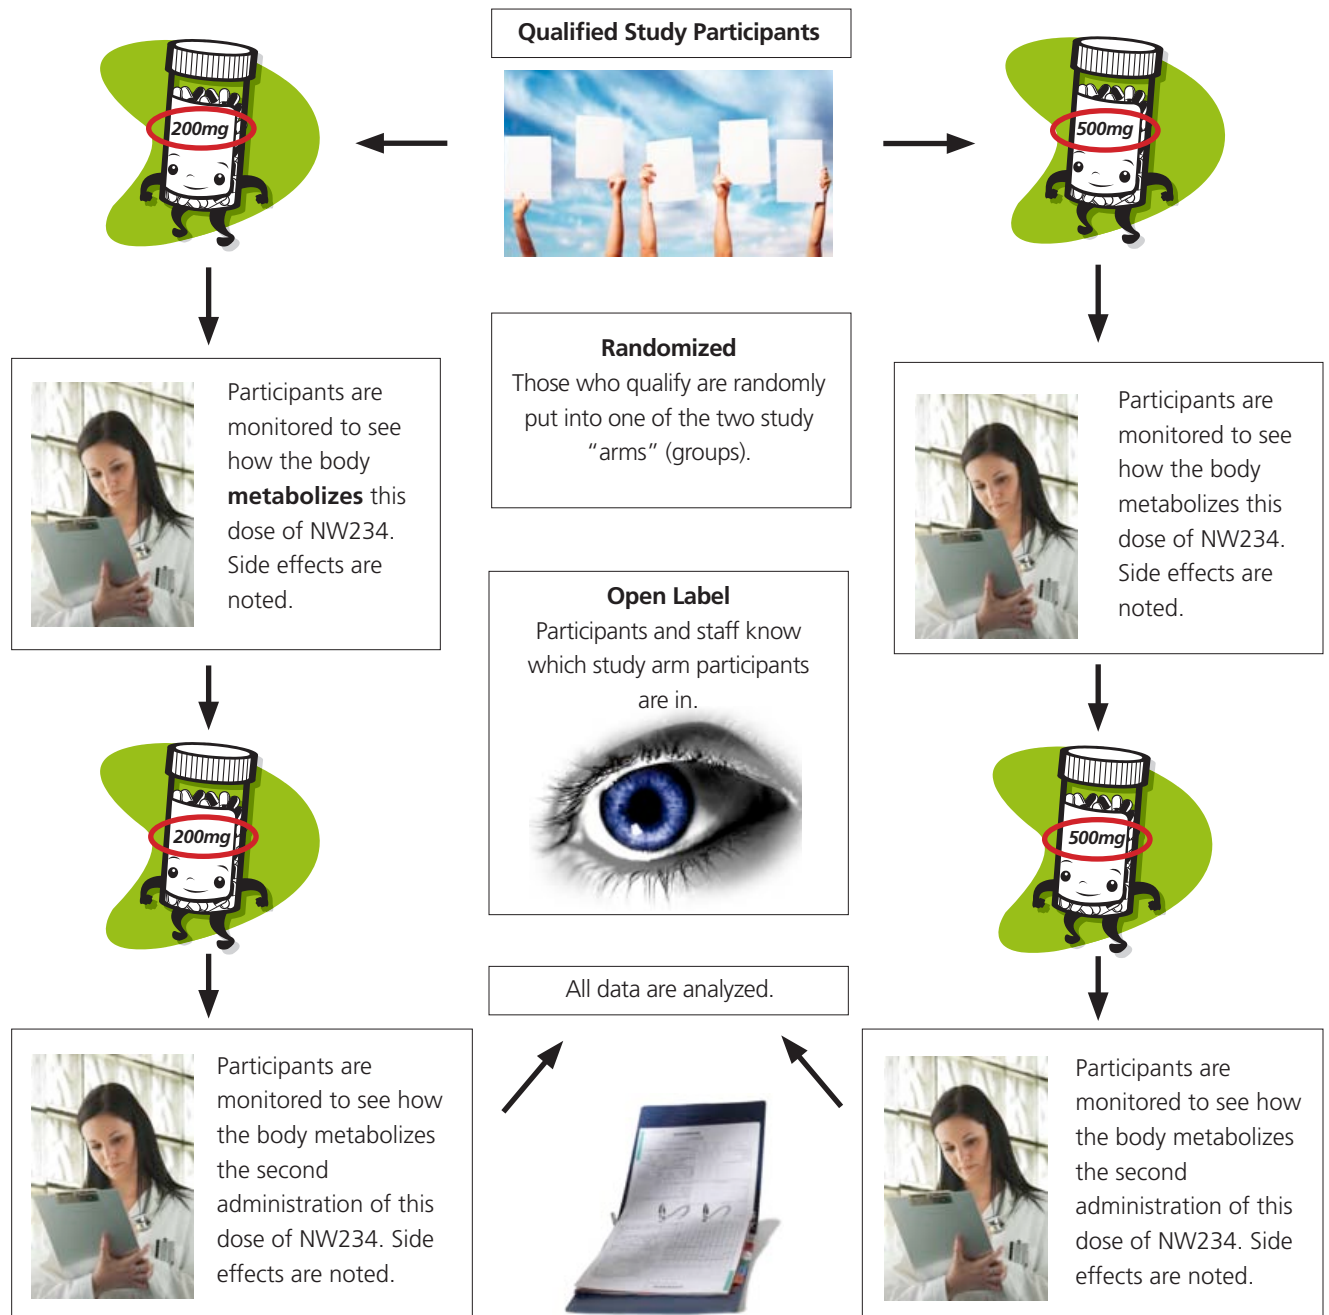 Qualified Study Participants
200mg
500mg
Randomized
Those who qualify are randomly
put into one of the two study
“arms” (groups).
Participants are
monitored to see
how the body
metabolizes this
dose of NW234.
Side effects are
noted.
Participants are
monitored to see
how the body
metabolizes this
dose of NW234.
Side effects are
noted.
Open Label
Participants and staff know
which study arm participants
are in.
200mg
500mg
All data are analyzed.
Participants are
monitored to see how
the body metabolizes
the second
administration of this
dose of NW234. Side
effects are noted.
Participants are
monitored to see how
the body metabolizes
the second
administration of this
dose of NW234. Side
effects are noted.